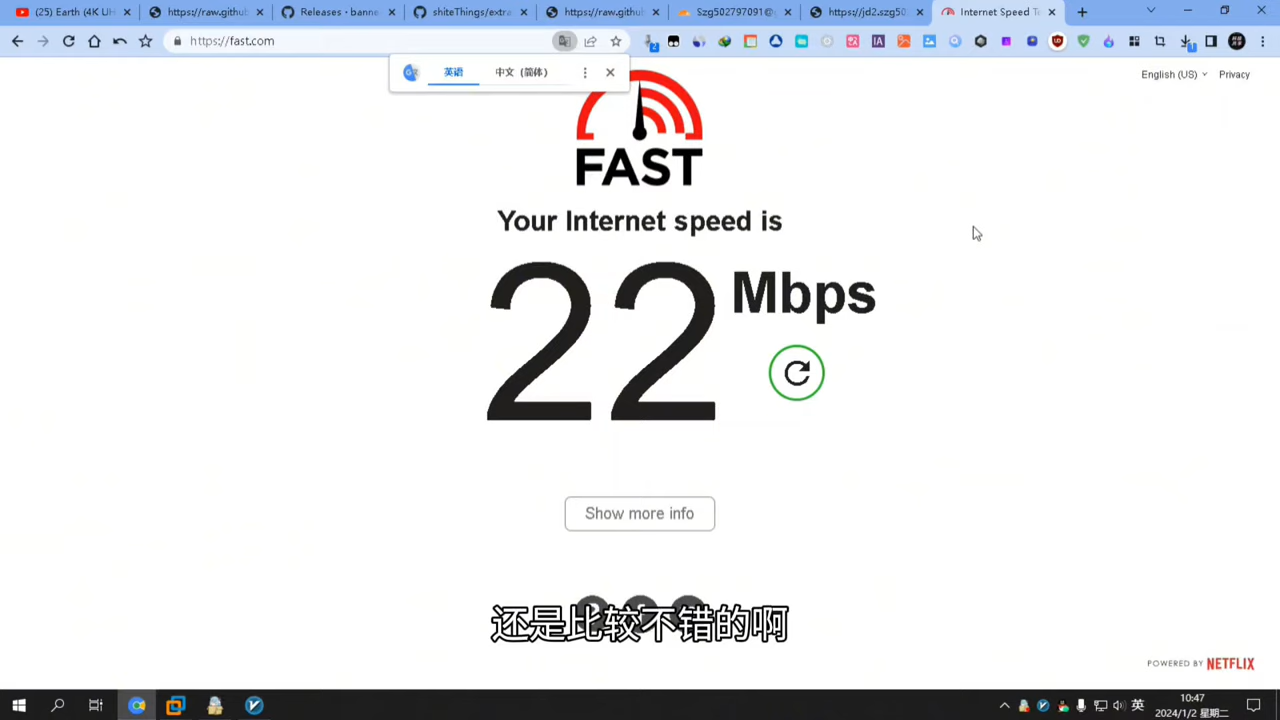 (25) Earth 4K UH
https://raw.github
Releases · banne
shiteThings/extra
https://raw.github
Szg502797091@g
https://jd2.szg50
Internet Speed Te
https://fast.com
英语
中文（简体）
English (US)
Privacy
FAST
Your Internet speed is
22 Mbps
Show more info
还是比较不错的啊
POWERED BY NETFLIX
英
10:47
2024/1/2 星期二